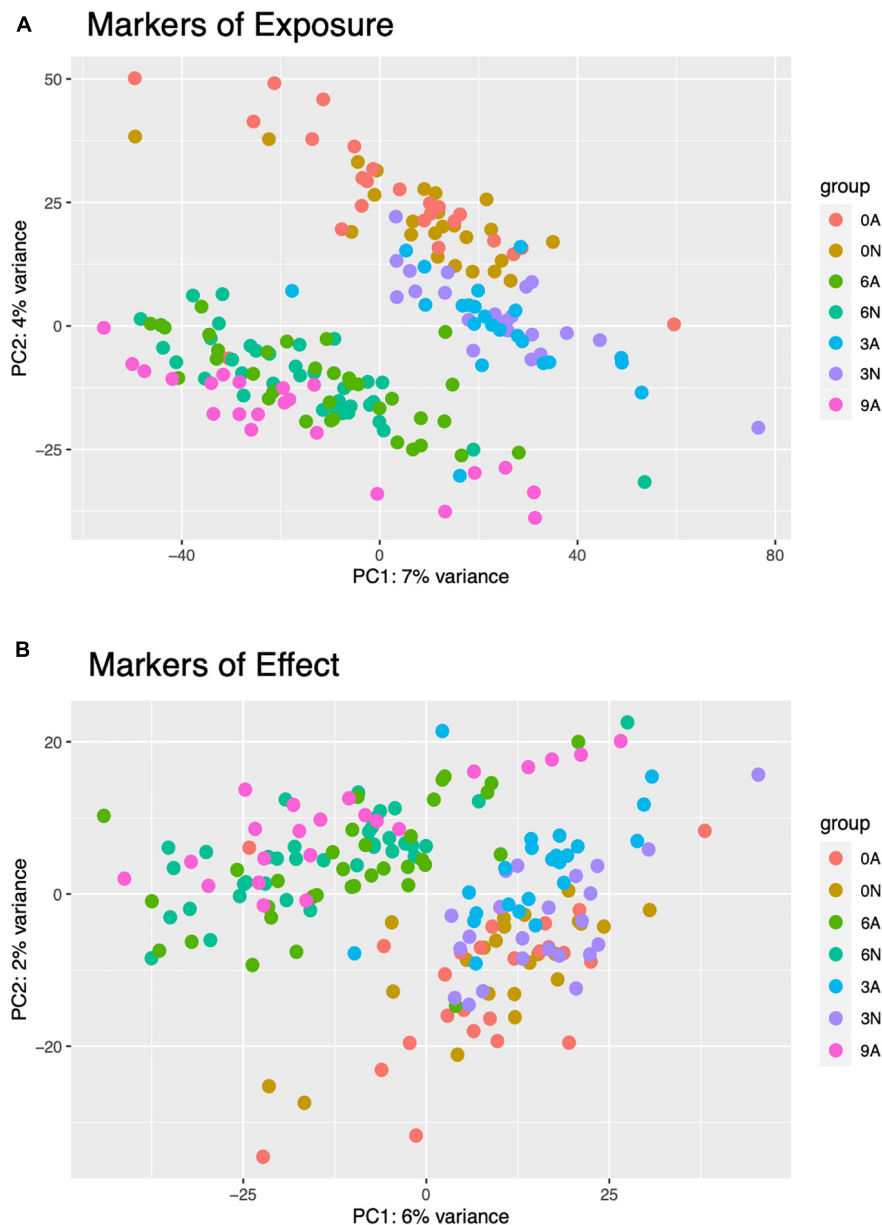 A
Markers of Exposure
50
25
0
−25
−40
0
40
80
PC1: 7% variance
PC2: 4% variance
group
0A
0N
6A
6N
3A
3N
9A
B
Markers of Effect
20
0
−20
−25
0
25
PC1: 6% variance
PC2: 2% variance
group
0A
0N
6A
6N
3A
3N
9A